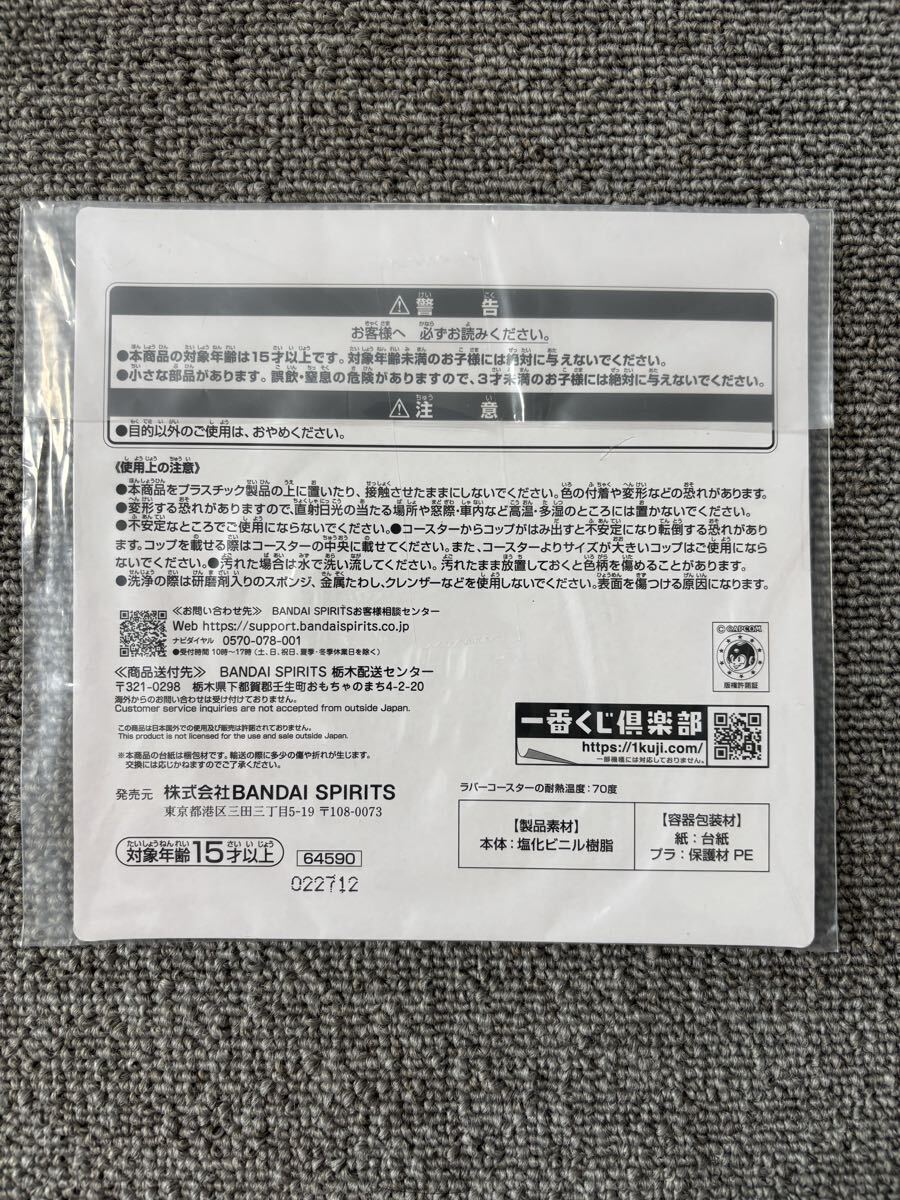 ⚠警告
お客様へ 必ずお読みください。
●本商品の対象年齢は15才以上です。対象年齢未満のお子様には絶対に与えないでください。
●小さな部品があります。誤飲・窒息の危険がありますので、3才未満のお子様には絶対に与えないでください。
⚠注意
●目的以外のご使用は、おやめください。
《使用上の注意》
●本商品をプラスチック製品の上に置いたり、接触させたままにしないでください。色の付着や変形などの恐れがあります。
●変形する恐れがありますので、直射日光の当たる場所や窓際・車内など高温・多湿のところには置かないでください。
●不安定なところでご使用にならないでください。●コースターからコップがはみ出すと不安定になり転倒する恐れがあり
ます。コップを載せる際はコースターの中央に載せてください。また、コースターよりサイズが大きいコップはご使用になら
ないでください。●汚れた場合は水で洗い流してください。汚れたまま放置しておくと色柄を傷めることがあります。
●洗浄の際は研磨剤入りのスポンジ、金属たわし、クレンザーなどを使用しないでください。表面を傷つける原因になります。
≪お問い合わせ先≫ BANDAI SPIRITSお客様相談センター
Web https://support.bandaispirits.co.jp
ナビダイヤル 0570-078-001
●受付時間 10時～17時(土、日、祝日、夏季・冬季休業日を除く)
≪商品送付先≫ BANDAI SPIRITS 栃木配送センター
〒321-0298 栃木県下都賀郡壬生町おもちゃのまち4-2-20
海外からのお問い合わせは受け付けておりません。
Customer service inquiries are not accepted from outside Japan.
この商品は日本国外での使用及び販売は許諾されておりません。
This product is not licensed for the use and sale outside Japan.
※本商品の台紙は梱包材です。輸送の際に多少の傷や折れが生じます。
交換には応じかねますのでご了承ください。
©CAPCOM
版権許諾証
一番くじ倶楽部
https://1kuji.com/
一部機種には対応しておりません。
発売元 株式会社BANDAI SPIRITS
東京都港区三田三丁目5-19 〒108-0073
対象年齢15才以上
64590
022712
ラバーコースターの耐熱温度:70度
【製品素材】
本体:塩化ビニル樹脂
【容器包装材】
紙:台紙
プラ:保護材 PE